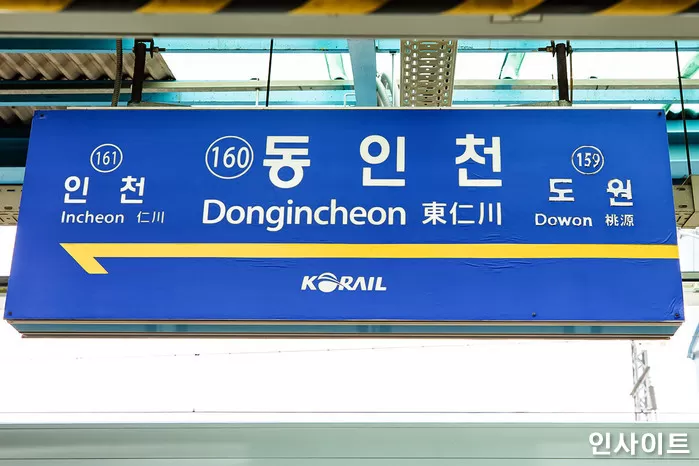 161
인천
Incheon 仁川
160 동인천
Dongincheon 東仁川
159
도원
Dowon 桃源
KORAIL
인사이트